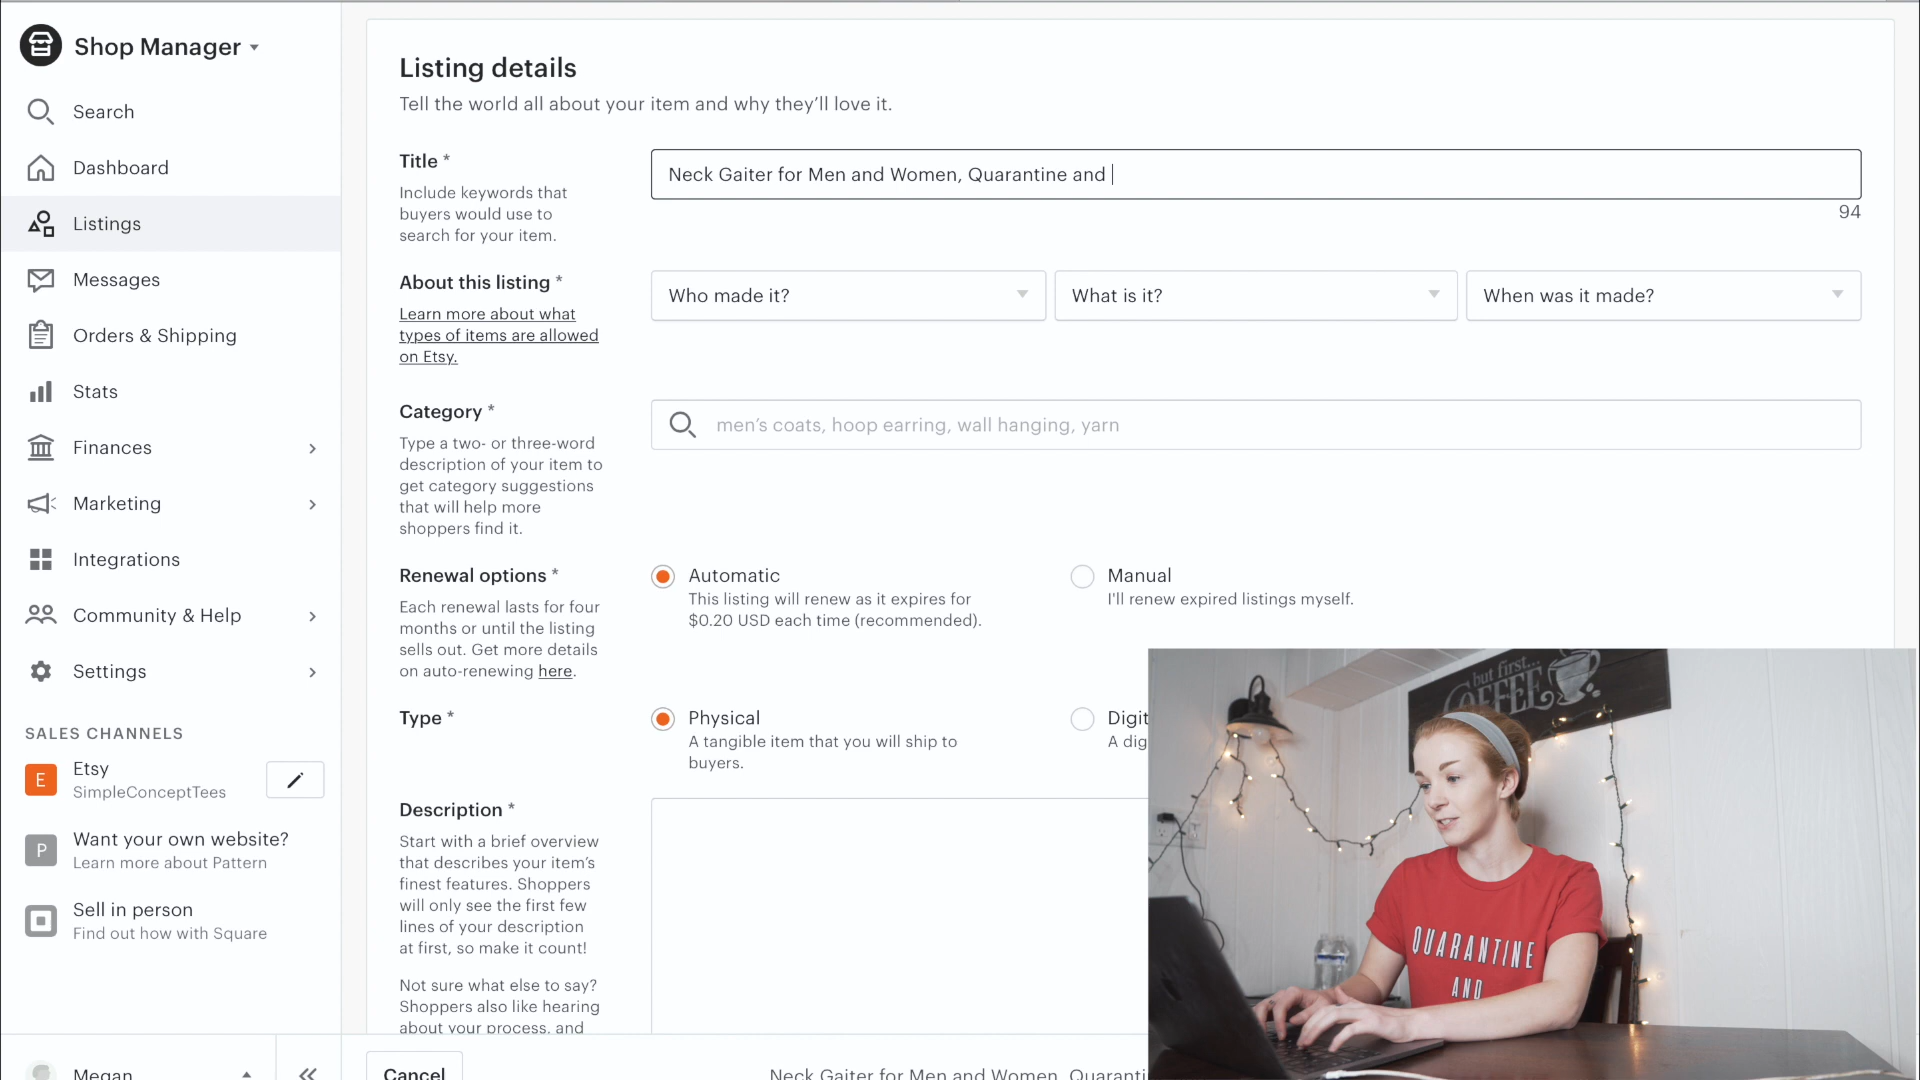 Shop Manager
Search
Dashboard
Listings
Messages
Orders & Shipping
Stats
Finances
Marketing
Integrations
Community & Help
Settings
SALES CHANNELS
E
Etsy
SimpleConceptTees
P
Want your own website?
Learn more about Pattern
Sell in person
Find out how with Square
Megan
Listing details
Tell the world all about your item and why they’ll love it.
Title *
Include keywords that
buyers would use to
search for your item.
Neck Gaiter for Men and Women, Quarantine and
94
About this listing *
Learn more about what
types of items are allowed
on Etsy.
Who made it?
What is it?
When was it made?
Category *
Type a two- or three-word
description of your item to
get category suggestions
that will help more
shoppers find it.
men’s coats, hoop earring, wall hanging, yarn
Renewal options *
Each renewal lasts for four
months or until the listing
sells out. Get more details
on auto-renewing here.
Automatic
This listing will renew as it expires for
$0.20 USD each time (recommended).
Manual
I'll renew expired listings myself.
Type *
Physical
A tangible item that you will ship to
buyers.
Digit
A dig
Description *
Start with a brief overview
that describes your item’s
finest features. Shoppers
will only see the first few
lines of your description
at first, so make it count!
Not sure what else to say?
Shoppers also like hearing
about your process, and
Cancel
Neck Gaiter for Men and Women, Quaranti
but first...
COFFEE
QUARANTINE
AND